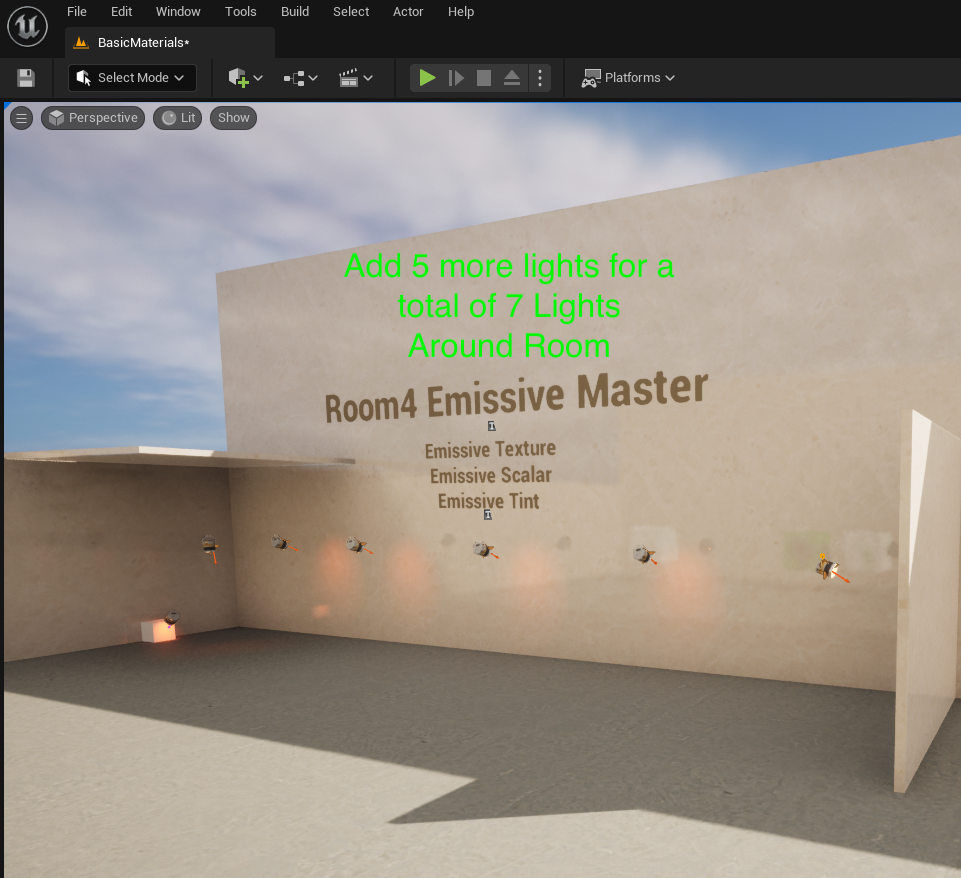 File Edit Window Tools Build Select Actor Help
BasicMaterials*
Select Mode
Platforms
Perspective Lit Show
Add 5 more lights for a
total of 7 Lights
Around Room
Room4 Emissive Master
Emissive Texture
Emissive Scalar
Emissive Tint